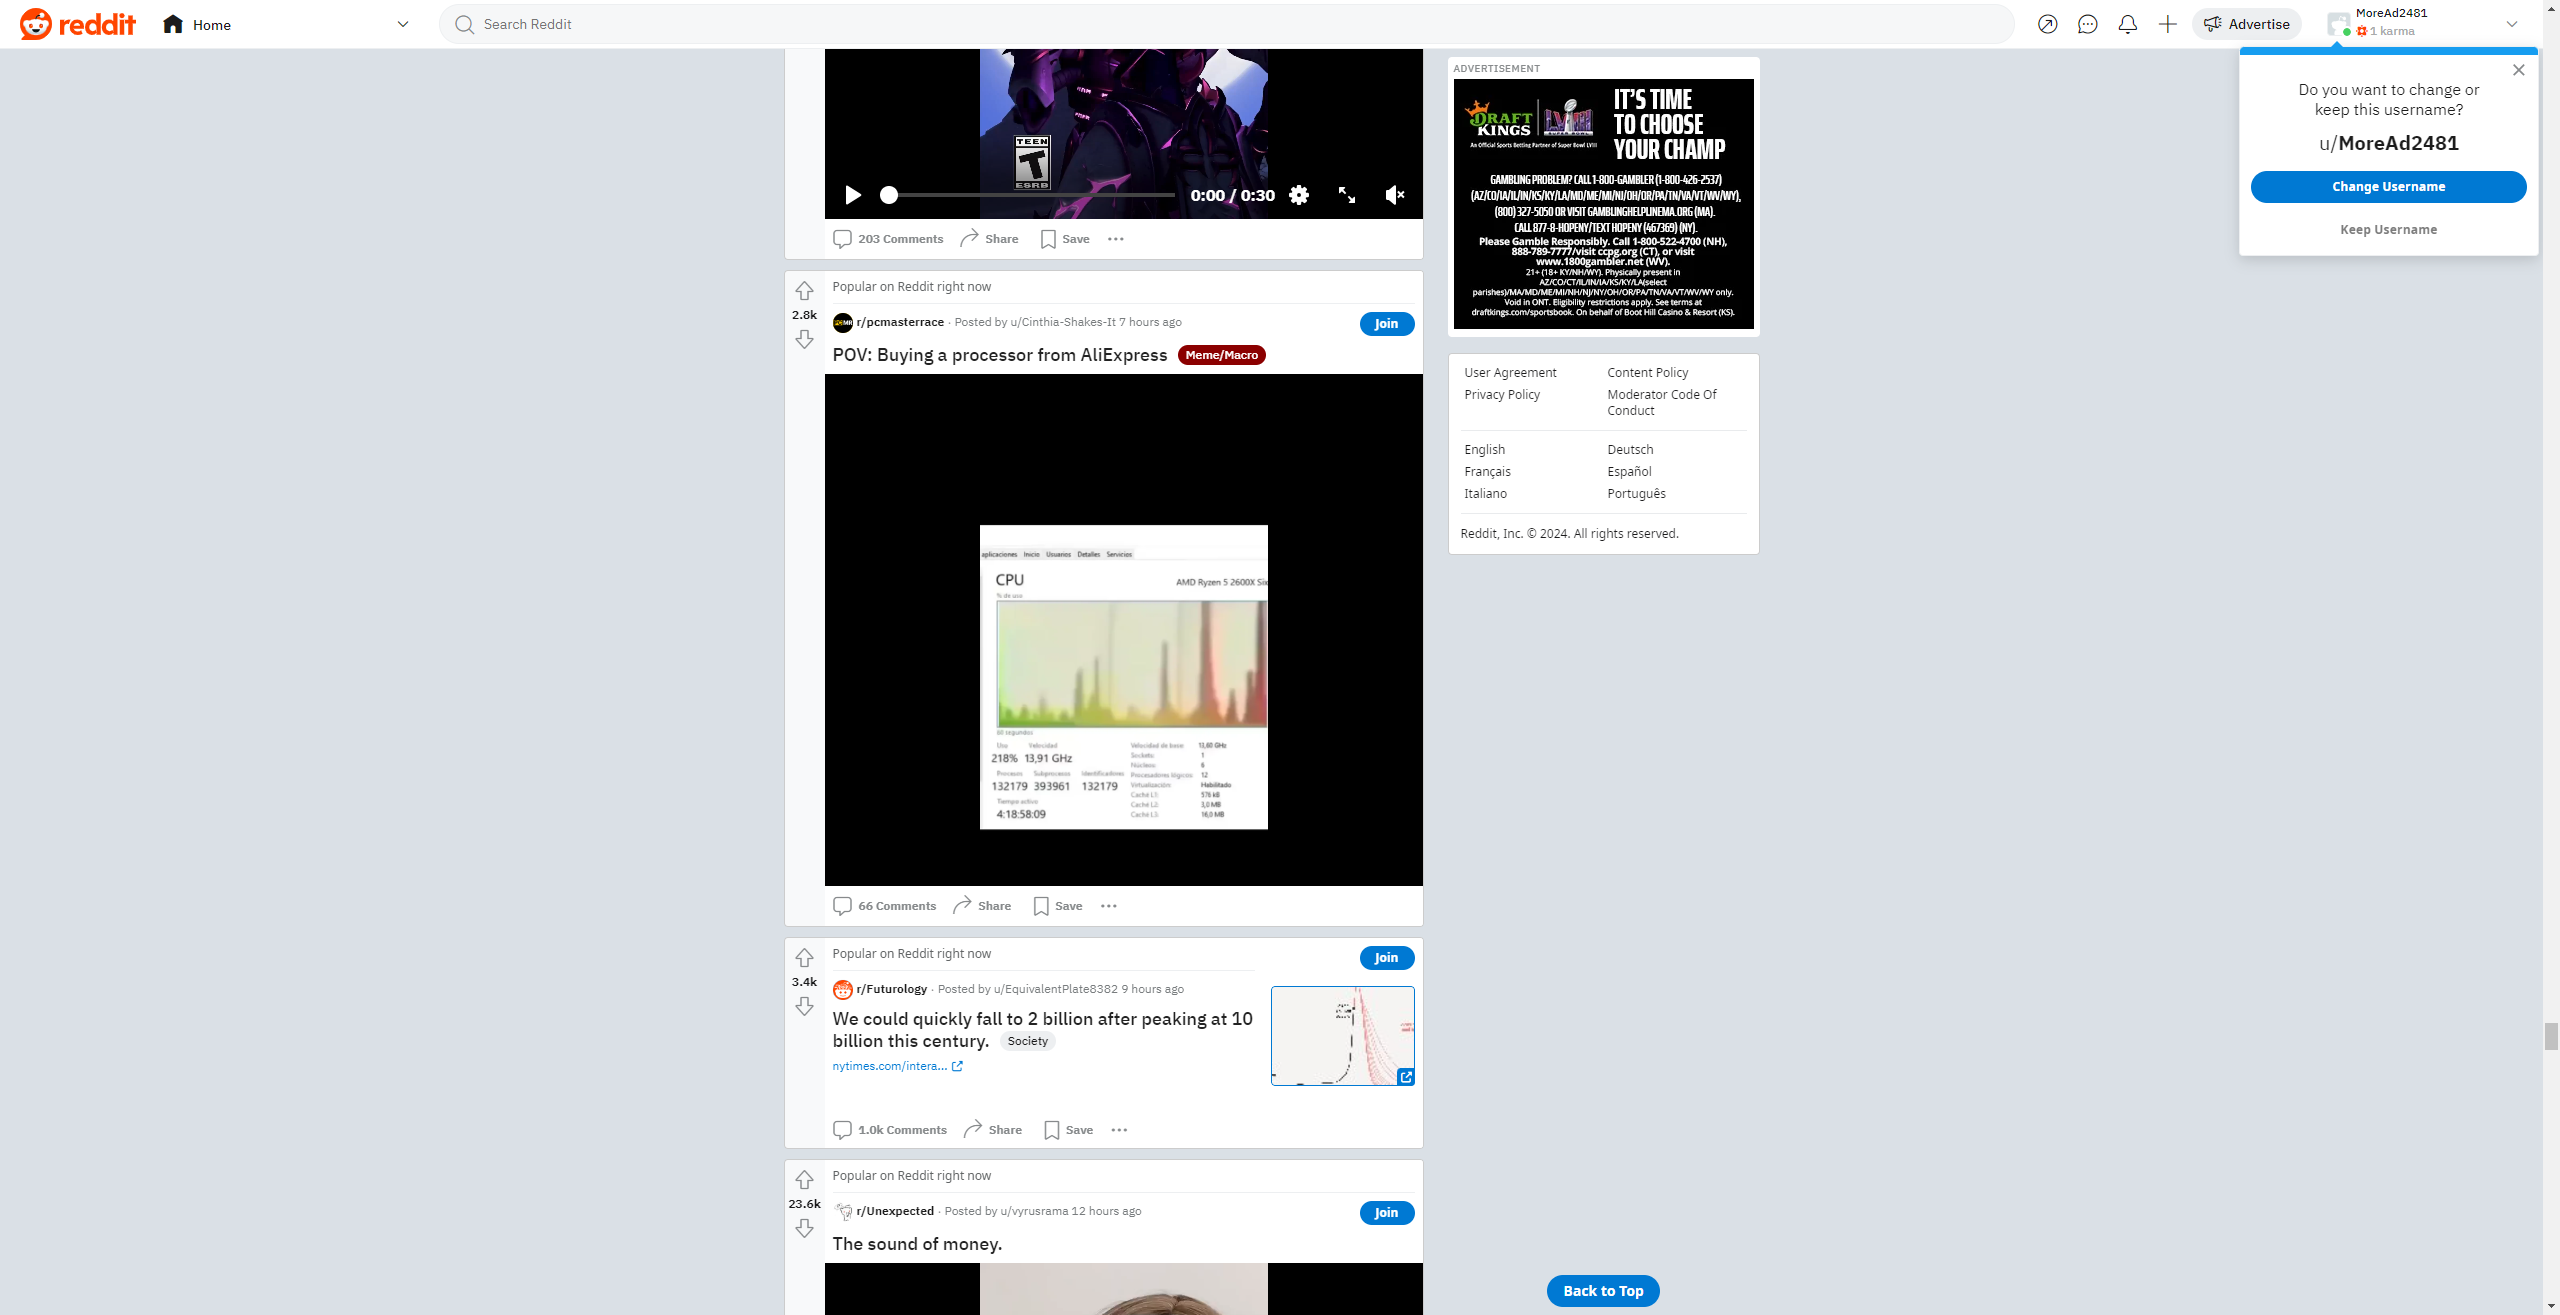 reddit
Home
Search Reddit
Advertise
MoreAd2481
1 karma
Do you want to change or
keep this username?
u/MoreAd2481
Change Username
Keep Username
TEEN
T
ESRB
0:00 / 0:30
203 Comments
Share
Save
Popular on Reddit right now
2.8k
r/pcmasterrace · Posted by u/Cinthia-Shakes-It 7 hours ago
Join
POV: Buying a processor from AliExpress
Meme/Macro
aplicaciones Inicio Usuarios Detalles Servicios
CPU
AMD Ryzen 5 2600X Six
% de uso
60 segundos
Uso Velocidad
218% 13,91 GHz
Procesos Subprocesos Identificadores
132179 393961 132179
Tiempo activo
4:18:58:09
Velocidad de base: 13,60 GHz
Sockets: 1
Núcleos: 6
Procesadores lógicos: 12
Virtualización: Habilitado
Caché L1: 576 kB
Caché L2: 3,0 MB
Caché L3: 16,0 MB
66 Comments
Share
Save
Popular on Reddit right now
Join
3.4k
r/Futurology · Posted by u/EquivalentPlate8382 9 hours ago
We could quickly fall to 2 billion after peaking at 10
billion this century.
Society
nytimes.com/intera...
1.0k Comments
Share
Save
Popular on Reddit right now
23.6k
r/Unexpected · Posted by u/vyrusrama 12 hours ago
Join
The sound of money.
ADVERTISEMENT
DRAFT
KINGS
LVIII
SUPER BOWL
An Official Sports Betting Partner of Super Bowl LVIII
IT'S TIME
TO CHOOSE
YOUR CHAMP
GAMBLING PROBLEM? CALL 1-800-GAMBLER (1-800-426-2537)
(AZ/CO/IA/IL/IN/KS/KY/LA/MD/ME/MI/NJ/OH/OR/PA/TN/VA/VT/WV/WY),
(800) 327-5050 OR VISIT GAMBLINGHELPLINEMA.ORG (MA).
CALL 877-8-HOPENY/TEXT HOPENY (467369) (NY).
Please Gamble Responsibly. Call 1-800-522-4700 (NH),
888-789-7777/visit ccpg.org (CT), or visit
www.1800gambler.net (WV).
21+ (18+ KY/NH/WY). Physically present in
AZ/CO/CT/IL/IN/IA/KS/KY/LA(select
parishes)/MA/MD/ME/MI/NH/NJ/NY/OH/OR/PA/TN/VA/VT/WV/WY only.
Void in ONT. Eligibility restrictions apply. See terms at
draftkings.com/sportsbook. On behalf of Boot Hill Casino & Resort (KS).
User Agreement
Content Policy
Privacy Policy
Moderator Code Of
Conduct
English
Deutsch
Français
Español
Italiano
Português
Reddit, Inc. © 2024. All rights reserved.
Back to Top